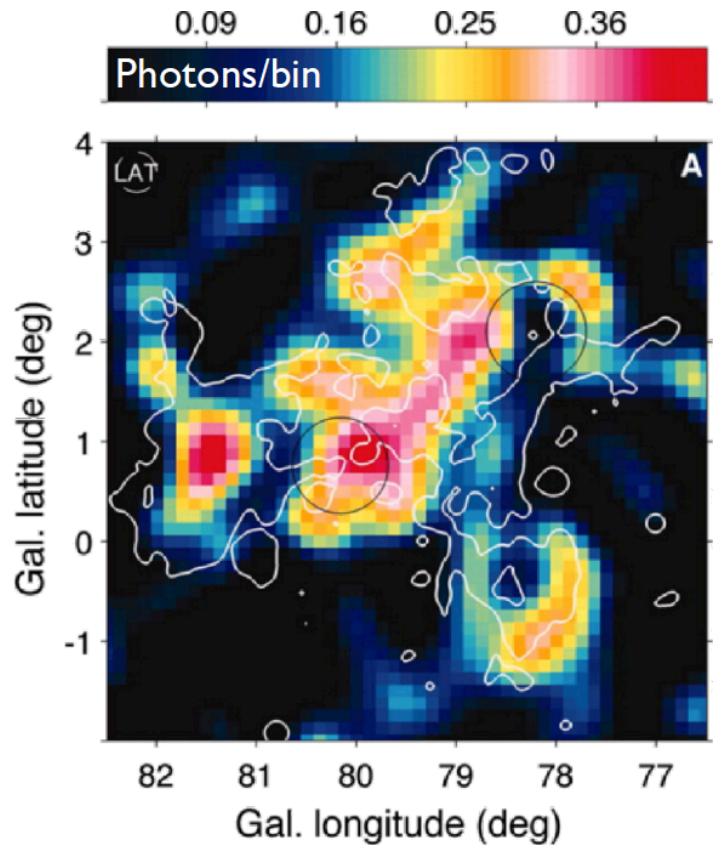 0.09 0.16 0.25 0.36
Photons/bin
LAT A
4
3
2
1
0
-1
Gal. latitude (deg)
82 81 80 79 78 77
Gal. longitude (deg)